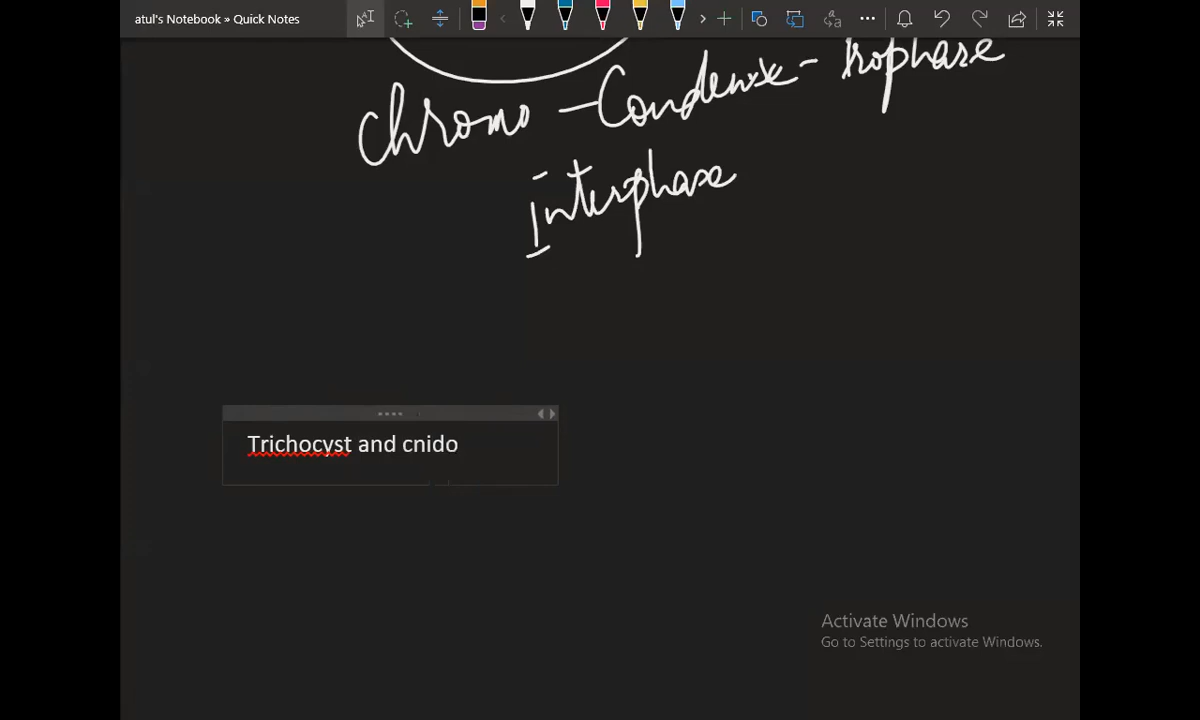 atul's Notebook » Quick Notes
Chromo - Condense - Prophase
Interphase
Trichocyst and cnido
Activate Windows
Go to Settings to activate Windows.